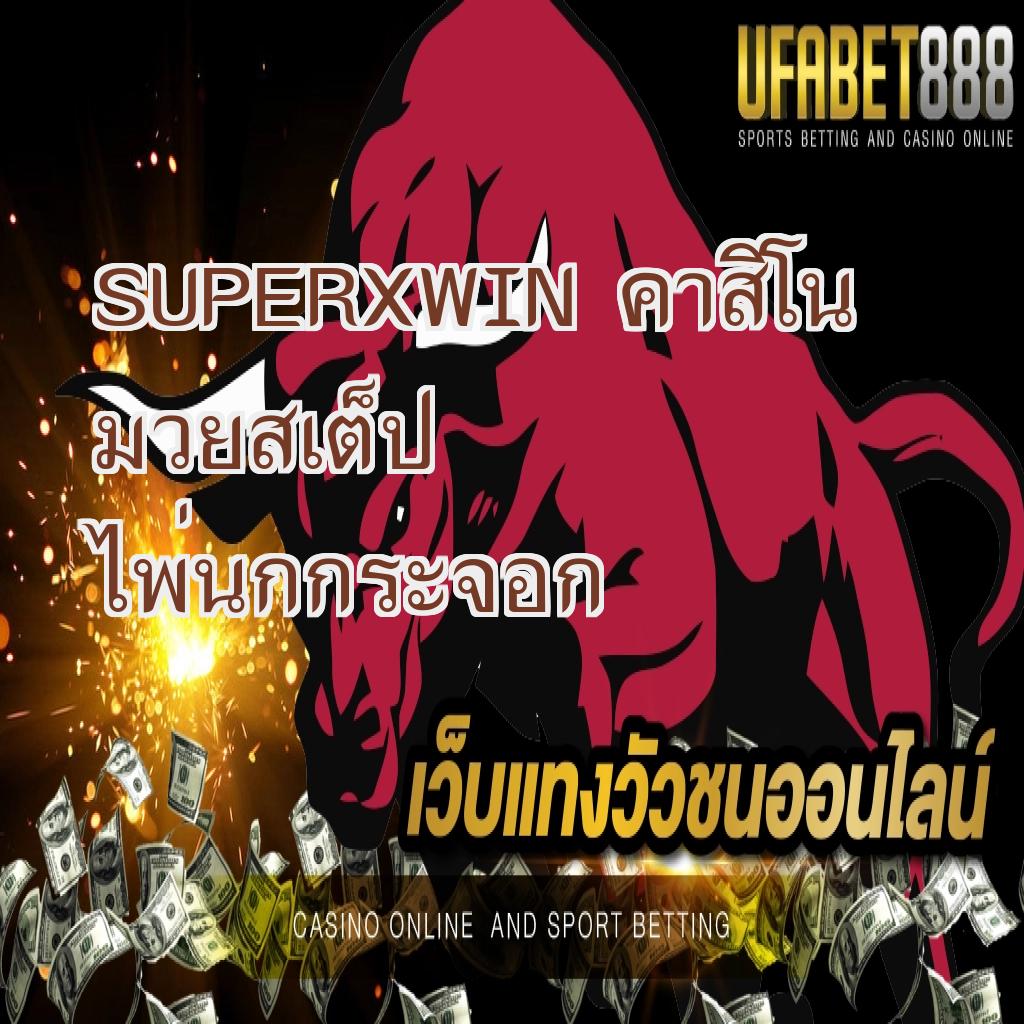 UFABET888
SPORTS BETTING AND CASINO ONLINE
SUPERXWIN คาสิโน
มวยสเต็ป
ไพ่นกกระจอก
เว็บแทงวัวชนออนไลน์
CASINO ONLINE AND SPORT BETTING